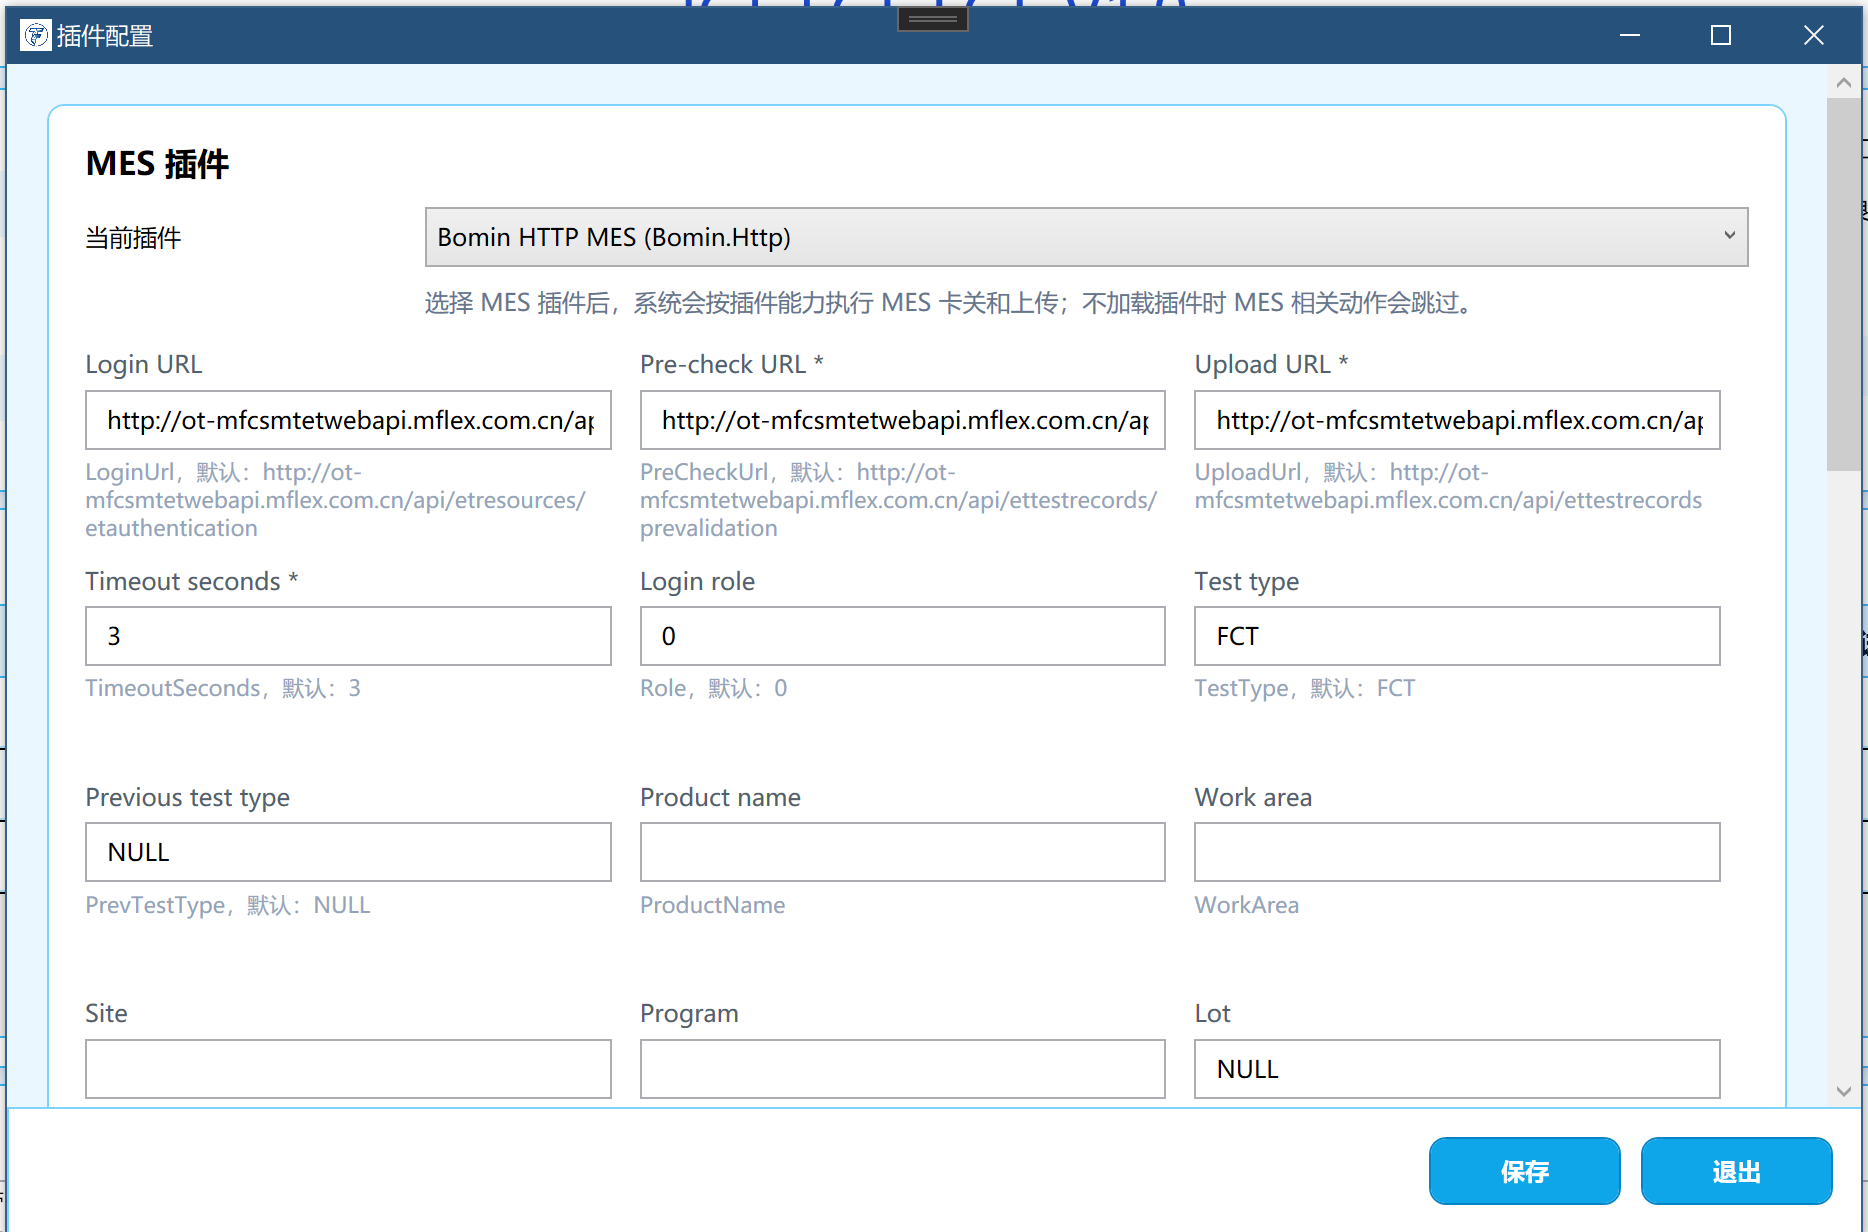 插件配置
MES 插件
当前插件
Bomin HTTP MES (Bomin.Http)
选择 MES 插件后，系统会按插件能力执行 MES 卡关和上传；不加载插件时 MES 相关动作会跳过。
Login URL
Pre-check URL *
Upload URL *
http://ot-mfcsmtetwebapi.mflex.com.cn/ap
http://ot-mfcsmtetwebapi.mflex.com.cn/ap
http://ot-mfcsmtetwebapi.mflex.com.cn/ap
LoginUrl，默认：http://ot-
mfcsmtetwebapi.mflex.com.cn/api/etresources/
etauthentication
PreCheckUrl，默认：http://ot-
mfcsmtetwebapi.mflex.com.cn/api/ettestrecords/
prevalidation
UploadUrl，默认：http://ot-
mfcsmtetwebapi.mflex.com.cn/api/ettestrecords
Timeout seconds *
Login role
Test type
3
0
FCT
TimeoutSeconds，默认：3
Role，默认：0
TestType，默认：FCT
Previous test type
Product name
Work area
NULL
PrevTestType，默认：NULL
ProductName
WorkArea
Site
Program
Lot
NULL
保存
退出